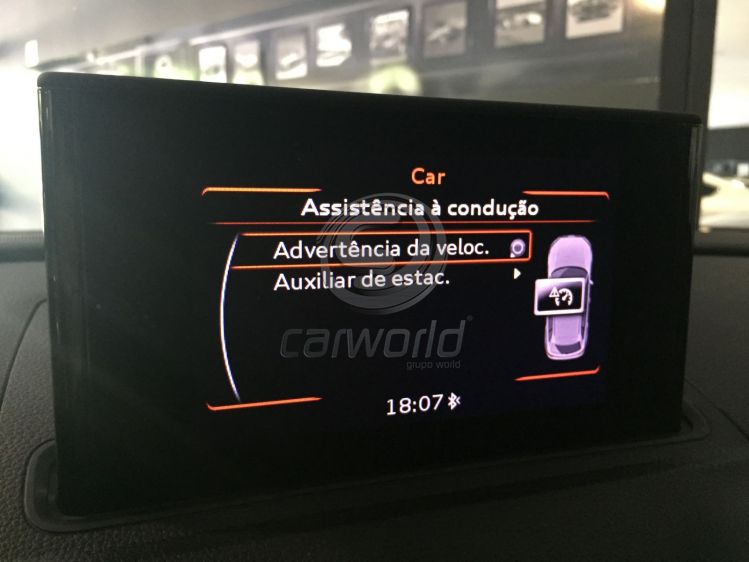 Car
Assistência à condução
Advertência da veloc.
Auxiliar de estac.
carworld®
grupo world
18:07